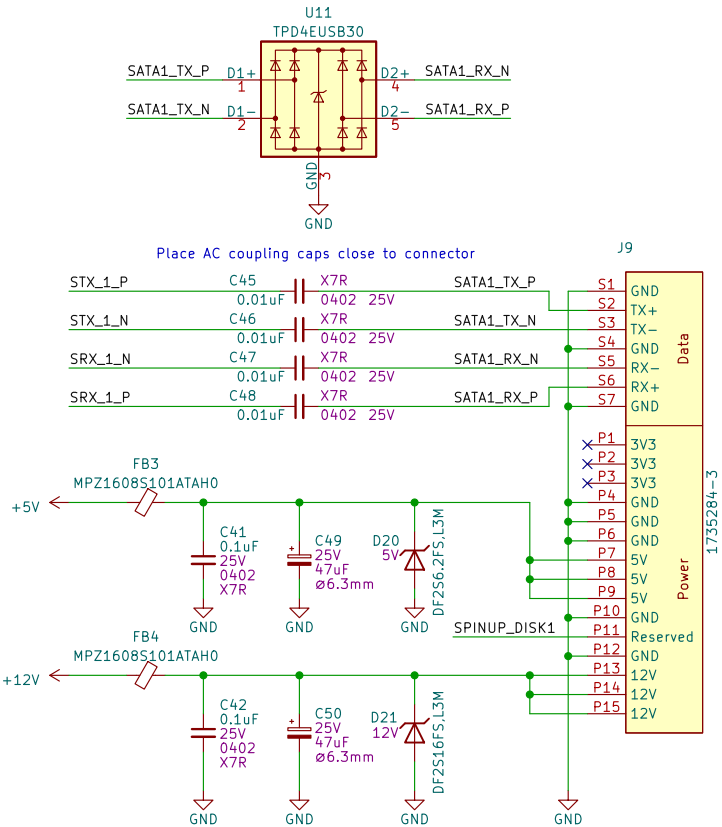 U11
TPD4EUSB30
SATA1_TX_P D1+ D2+ SATA1_RX_N
1 4
SATA1_TX_N D1- D2- SATA1_RX_P
2 5
GND 3
GND
Place AC coupling caps close to connector
J9
STX_1_P C45 X7R SATA1_TX_P S1 GND
0.01uF 0402 25V S2 TX+
STX_1_N C46 X7R SATA1_TX_N S3 TX-
0.01uF 0402 25V S4 GND
SRX_1_N C47 X7R SATA1_RX_N S5 RX-
0.01uF 0402 25V S6 RX+
SRX_1_P C48 X7R SATA1_RX_P S7 GND
0.01uF 0402 25V
Data
P1 3V3
P2 3V3
P3 3V3
P4 GND
P5 GND
P6 GND
P7 5V
P8 5V
P9 5V
P10 GND
SPINUP_DISK1 P11 Reserved
P12 GND
P13 12V
P14 12V
P15 12V
Power
1735284-3
FB3
MPZ1608S101ATAH0
+5V
C41
0.1uF
25V
0402
X7R
GND
+
C49
25V
47uF
⌀6.3mm
GND
D20
5V
DF2S6.2FS,L3M
GND
FB4
MPZ1608S101ATAH0
+12V
C42
0.1uF
25V
0402
X7R
GND
+
C50
25V
47uF
⌀6.3mm
GND
D21
12V
DF2S16FS,L3M
GND
GND